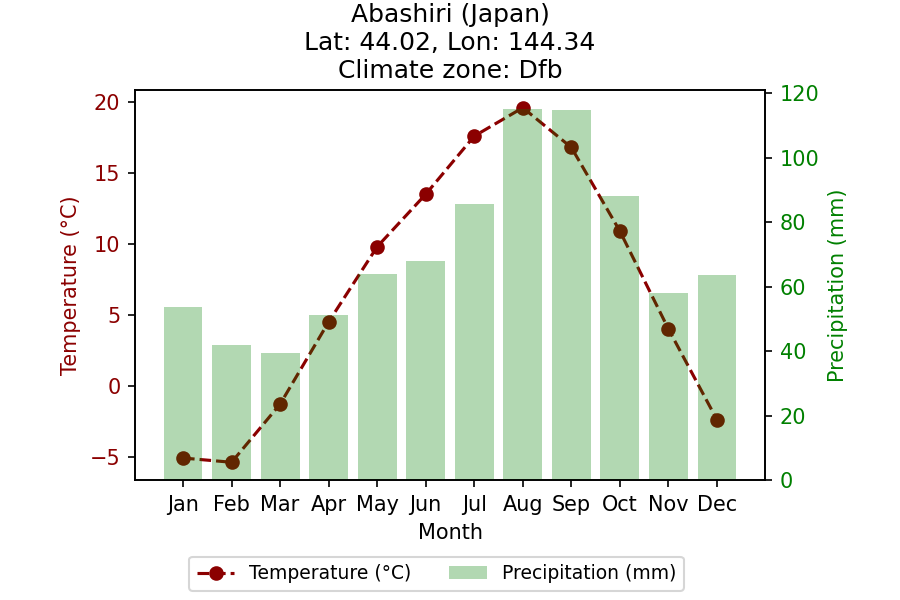 Abashiri (Japan)
Lat: 44.02, Lon: 144.34
Climate zone: Dfb
20
15
10
5
0
−5
Temperature (°C)
120
100
80
60
40
20
0
Precipitation (mm)
Jan Feb Mar Apr May Jun Jul Aug Sep Oct Nov Dec
Month
Temperature (°C) Precipitation (mm)